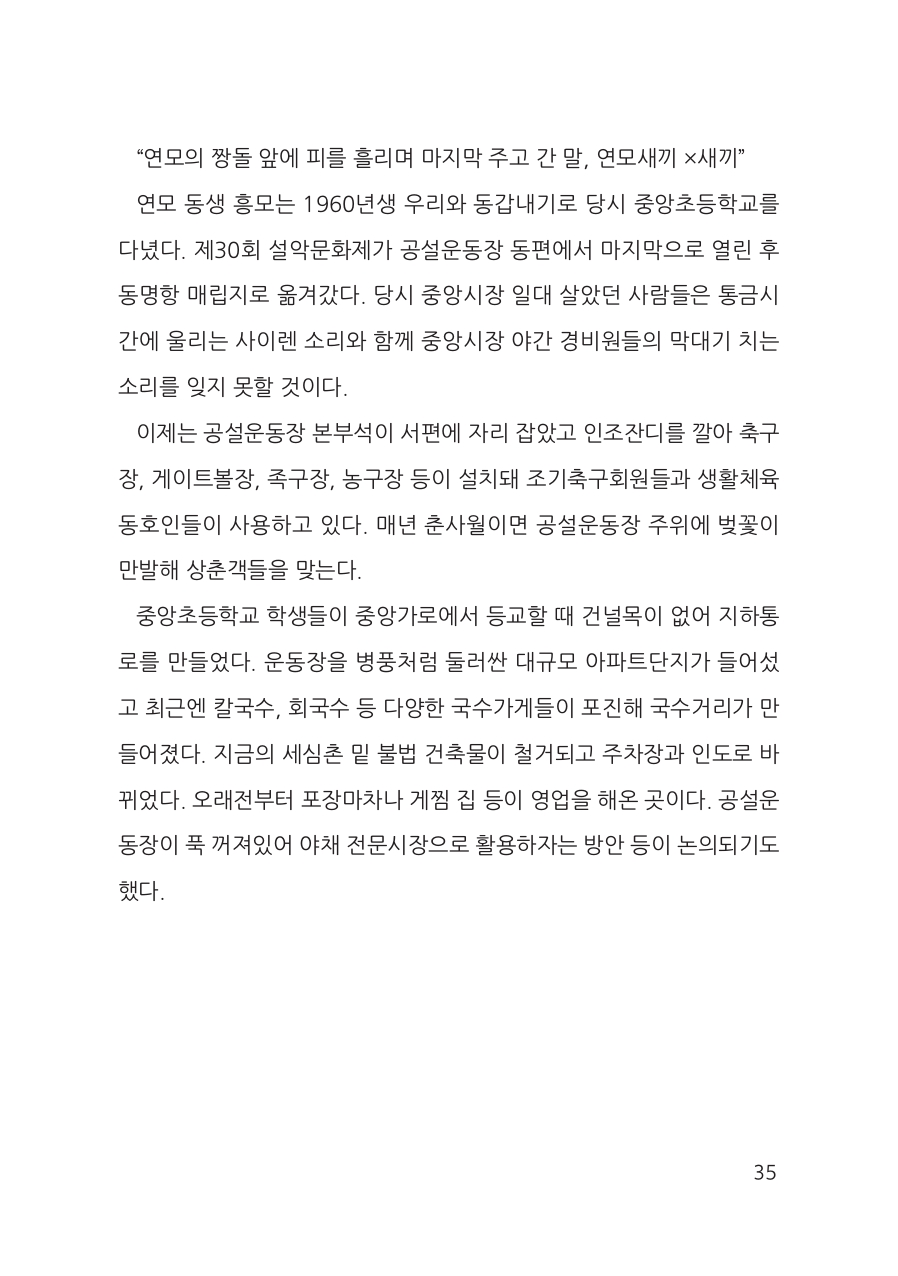 “연모의 짱돌 앞에 피를 흘리며 마지막 주고 간 말, 연모새끼 ×새끼”
연모 동생 흥모는 1960년생 우리와 동갑내기로 당시 중앙초등학교를
다녔다. 제30회 설악문화제가 공설운동장 동편에서 마지막으로 열린 후
동명항 매립지로 옮겨갔다. 당시 중앙시장 일대 살았던 사람들은 통금시
간에 울리는 사이렌 소리와 함께 중앙시장 야간 경비원들의 막대기 치는
소리를 잊지 못할 것이다.
이제는 공설운동장 본부석이 서편에 자리 잡았고 인조잔디를 깔아 축구
장, 게이트볼장, 족구장, 농구장 등이 설치돼 조기축구회원들과 생활체육
동호인들이 사용하고 있다. 매년 춘사월이면 공설운동장 주위에 벚꽃이
만발해 상춘객들을 맞는다.
중앙초등학교 학생들이 중앙가로에서 등교할 때 건널목이 없어 지하통
로를 만들었다. 운동장을 병풍처럼 둘러싼 대규모 아파트단지가 들어섰
고 최근엔 칼국수, 회국수 등 다양한 국수가게들이 포진해 국수거리가 만
들어졌다. 지금의 세심촌 밑 불법 건축물이 철거되고 주차장과 인도로 바
뀌었다. 오래전부터 포장마차나 게찜 집 등이 영업을 해온 곳이다. 공설운
동장이 푹 꺼져있어 야채 전문시장으로 활용하자는 방안 등이 논의되기도
했다.
35